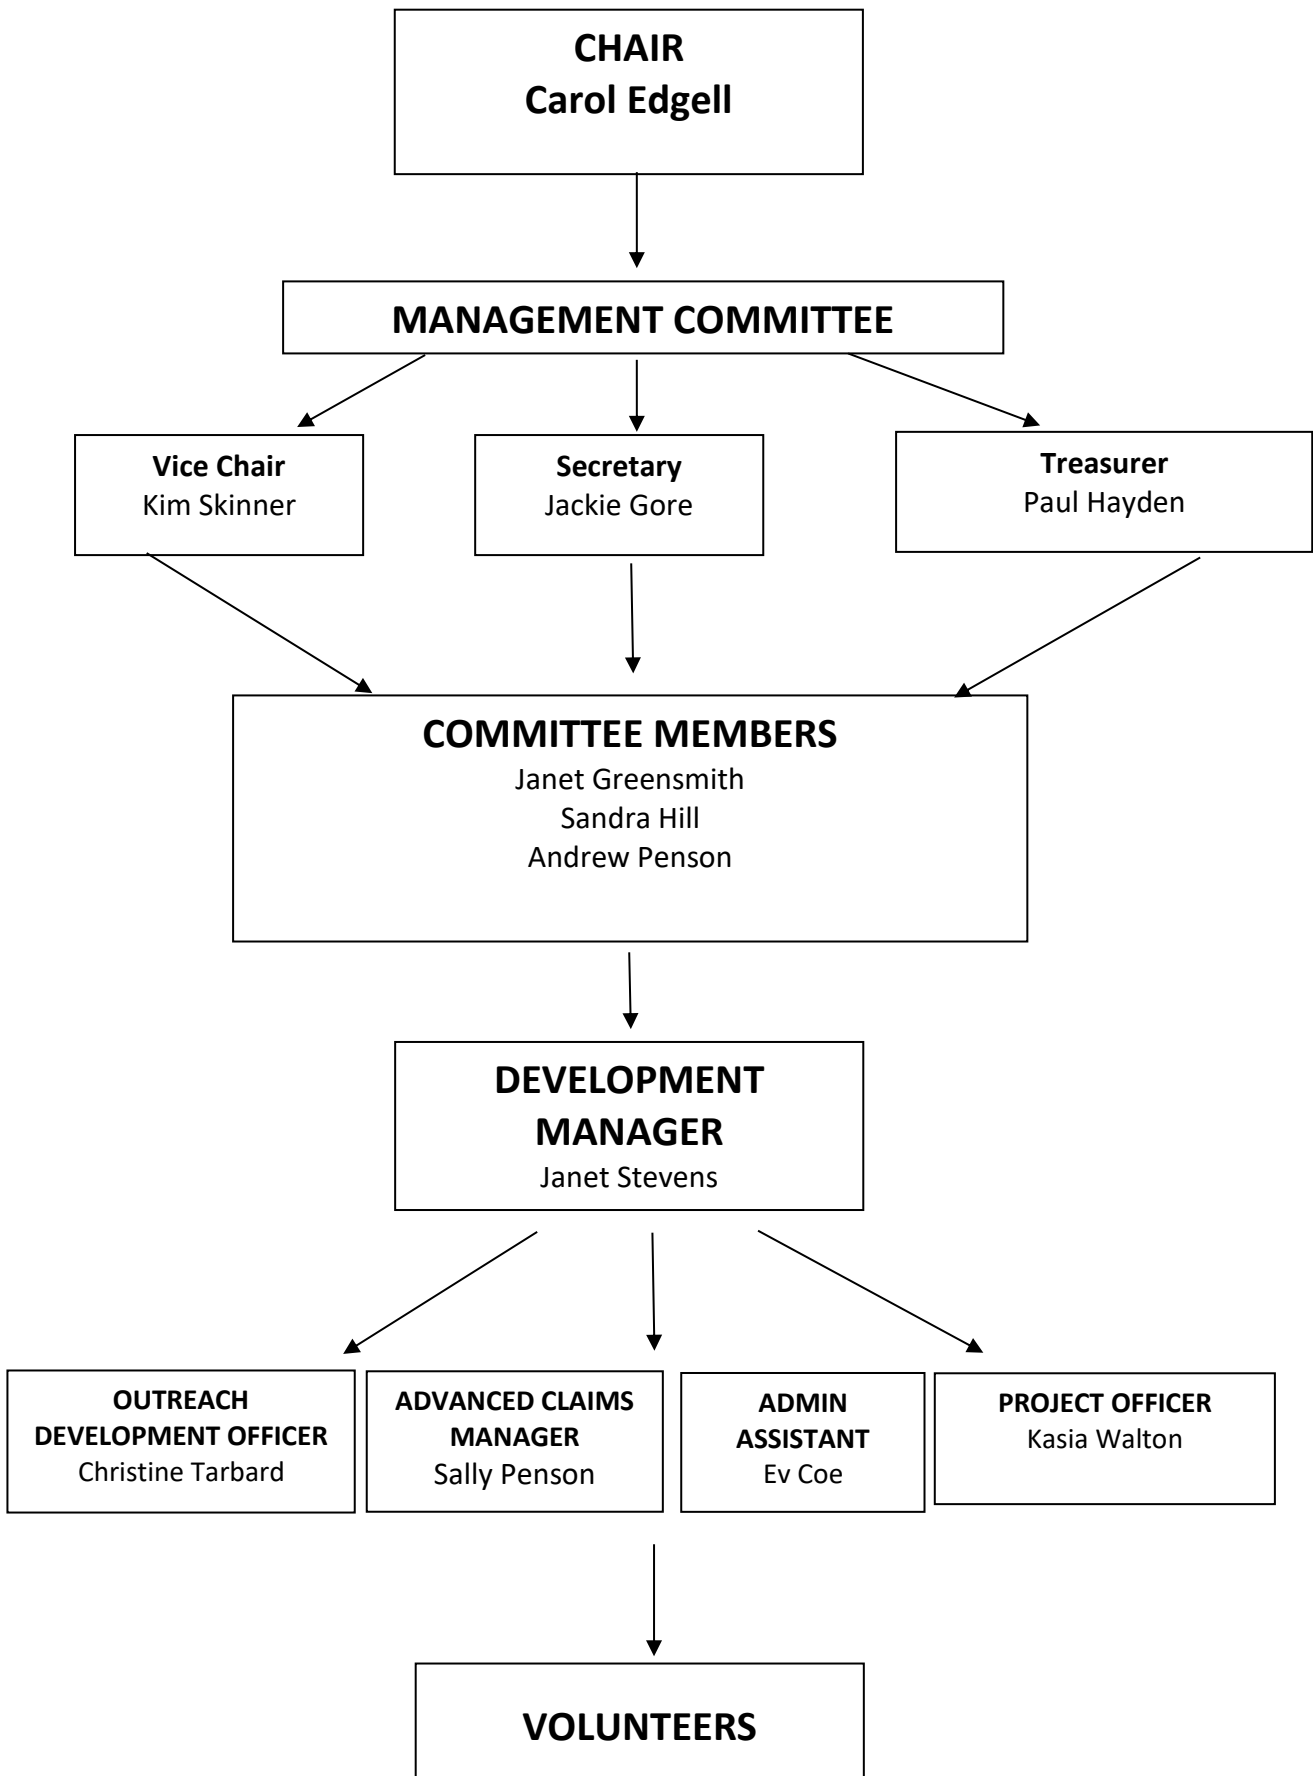 CHAIR
Carol Edgell
MANAGEMENT COMMITTEE
Vice Chair
Kim Skinner
Secretary
Jackie Gore
Treasurer
Paul Hayden
COMMITTEE MEMBERS
Janet Greensmith
Sandra Hill
Andrew Penson
DEVELOPMENT
MANAGER
Janet Stevens
OUTREACH
DEVELOPMENT OFFICER
Christine Tarbard
ADVANCED CLAIMS
MANAGER
Sally Penson
ADMIN
ASSISTANT
Ev Coe
PROJECT OFFICER
Kasia Walton
VOLUNTEERS